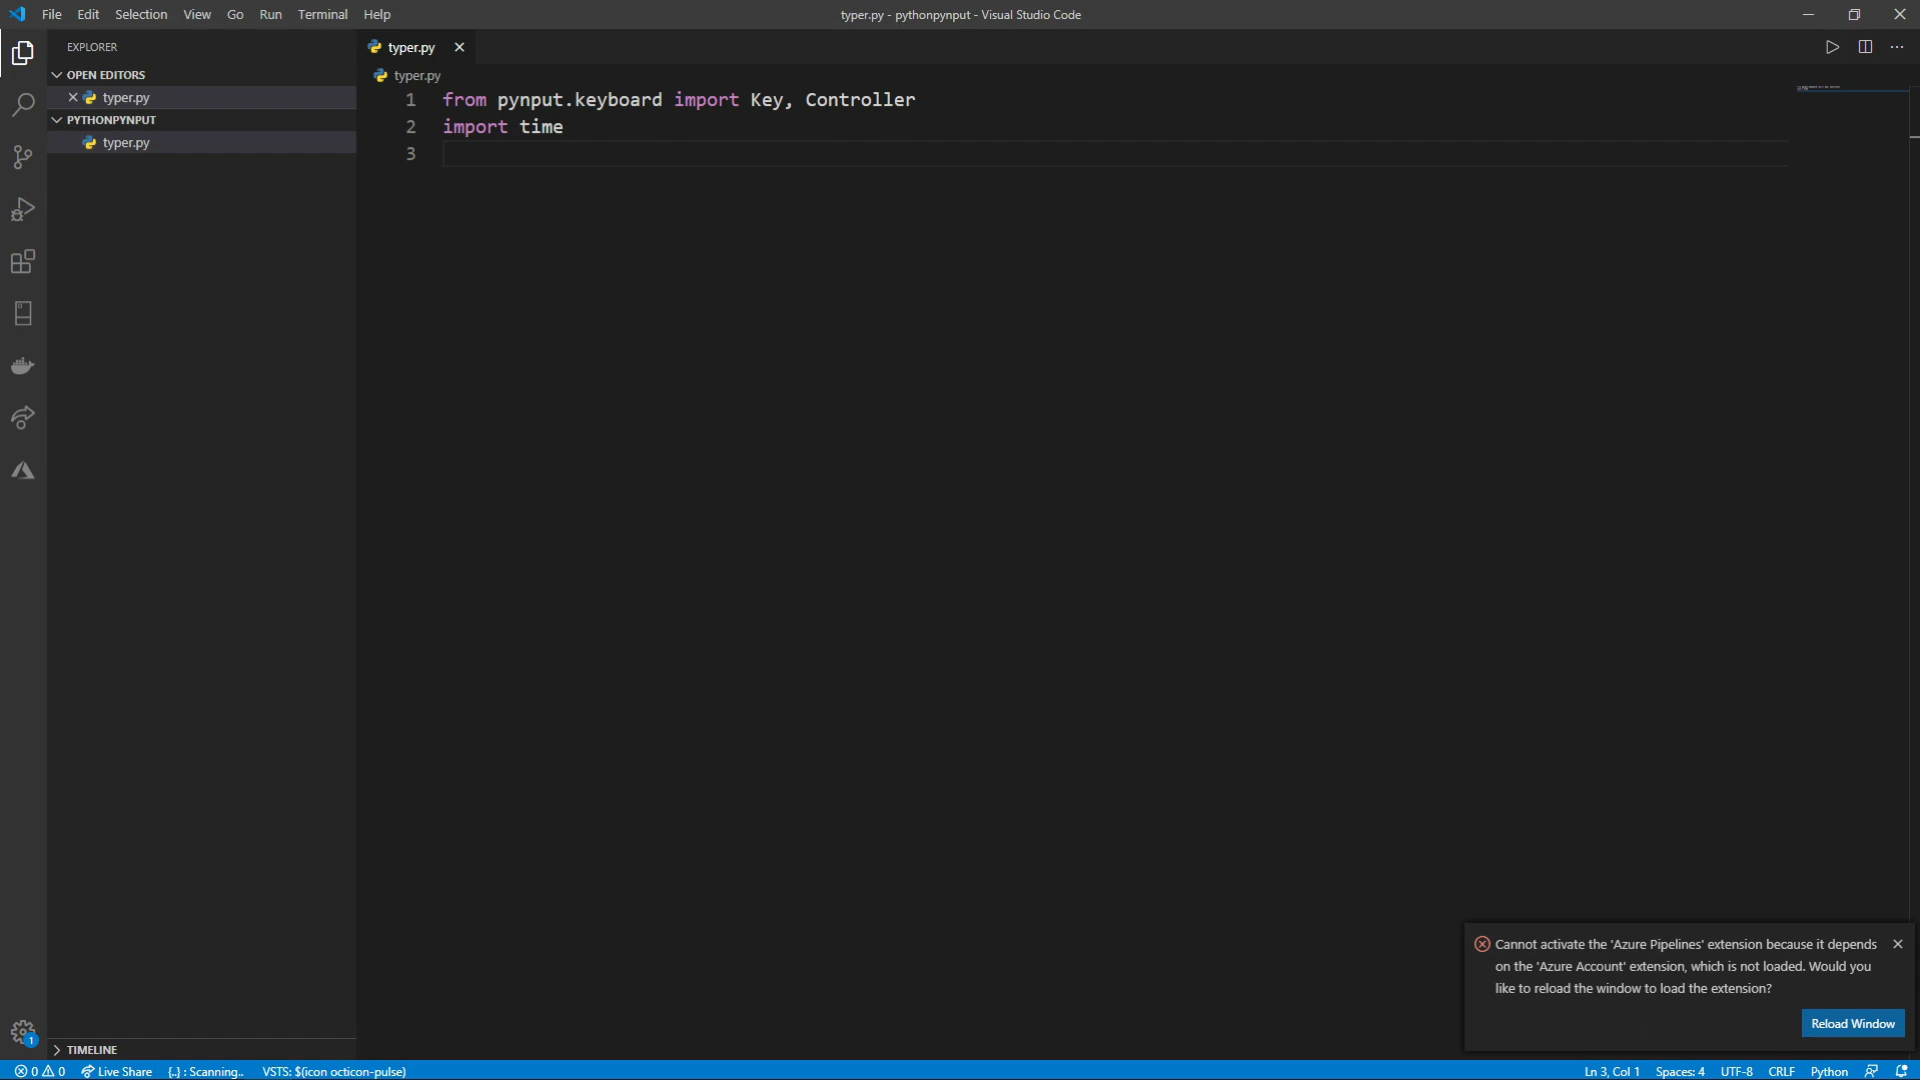 File Edit Selection View Go Run Terminal Help
typer.py - pythonpynput - Visual Studio Code
EXPLORER
OPEN EDITORS
typer.py
PYTHONPYNPUT
typer.py
TIMELINE
typer.py
typer.py
1 from pynput.keyboard import Key, Controller
2 import time
3
Cannot activate the 'Azure Pipelines' extension because it depends
on the 'Azure Account' extension, which is not loaded. Would you
like to reload the window to load the extension?
Reload Window
1
0 0 Live Share {..} : Scanning.. VSTS: $(icon octicon-pulse)
Ln 3, Col 1 Spaces: 4 UTF-8 CRLF Python